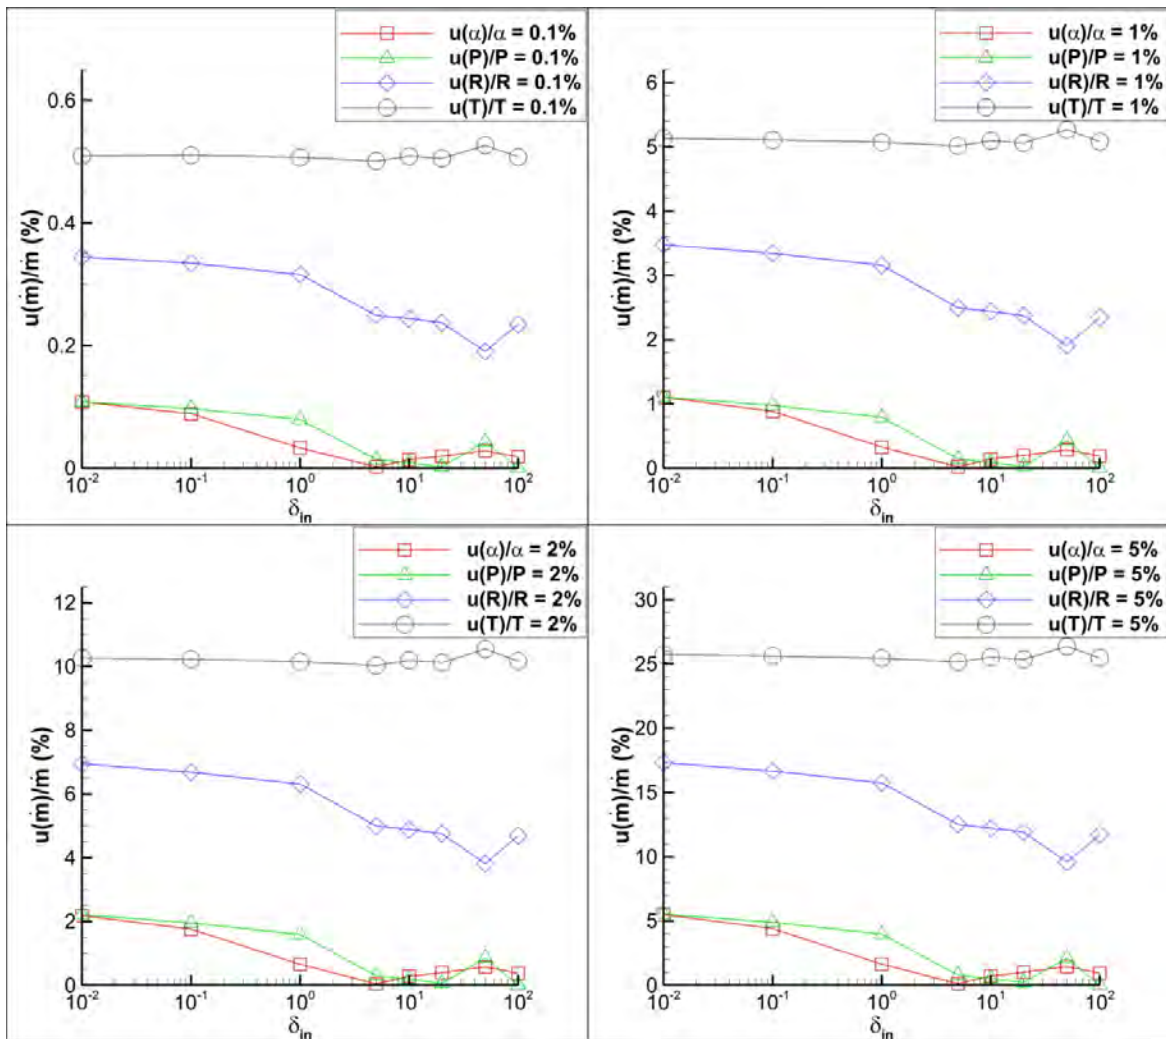 u(α)/α = 0.1%
u(P)/P = 0.1%
u(R)/R = 0.1%
u(T)/T = 0.1%
0.6
0.4
0.2
0
u(ṁ)/ṁ (%)
10⁻² 10⁻¹ 10⁰ 10¹ 10²
δin
u(α)/α = 1%
u(P)/P = 1%
u(R)/R = 1%
u(T)/T = 1%
6
5
4
3
2
1
0
u(ṁ)/ṁ (%)
10⁻² 10⁻¹ 10⁰ 10¹ 10²
δin
u(α)/α = 2%
u(P)/P = 2%
u(R)/R = 2%
u(T)/T = 2%
12
10
8
6
4
2
0
u(ṁ)/ṁ (%)
10⁻² 10⁻¹ 10⁰ 10¹ 10²
δin
u(α)/α = 5%
u(P)/P = 5%
u(R)/R = 5%
u(T)/T = 5%
30
25
20
15
10
5
0
u(ṁ)/ṁ (%)
10⁻² 10⁻¹ 10⁰ 10¹ 10²
δin